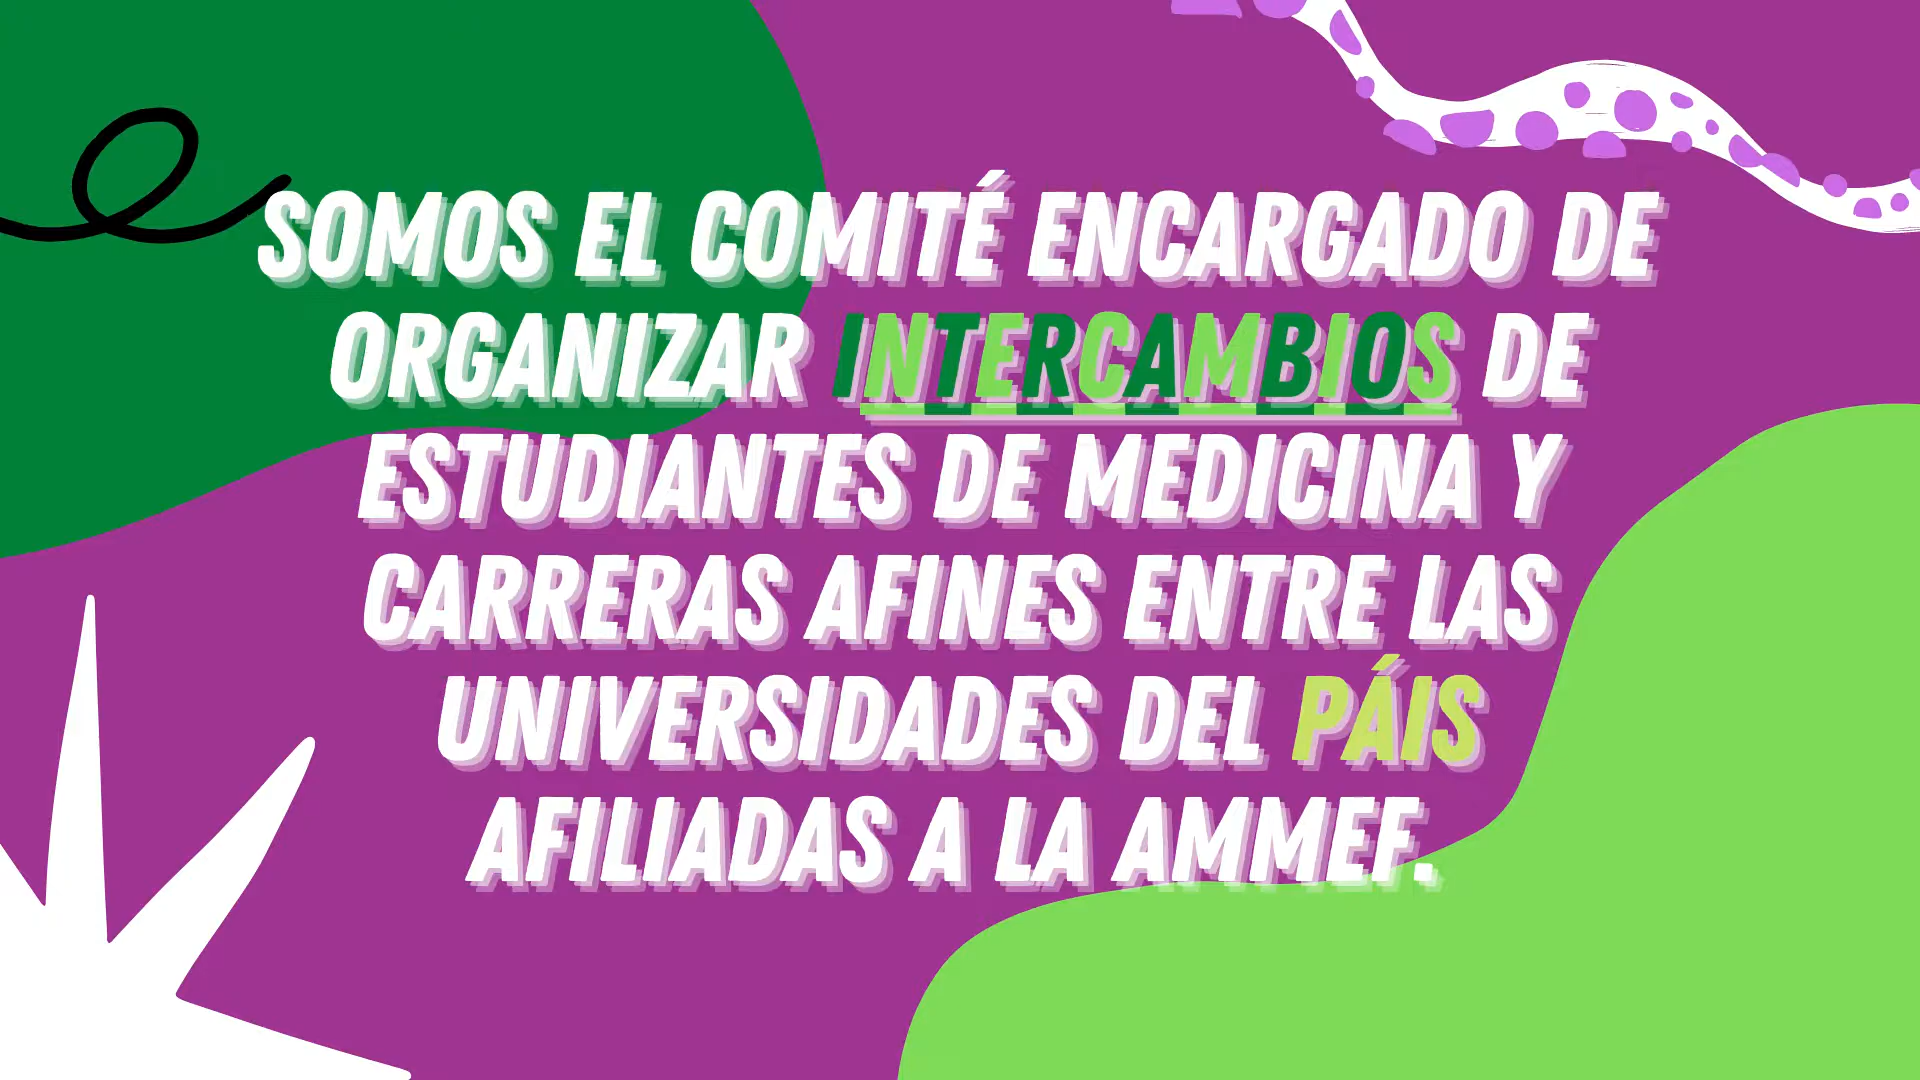 SOMOS EL COMITÉ ENCARGADO DE
ORGANIZAR INTERCAMBIOS DE
ESTUDIANTES DE MEDICINA Y
CARRERAS AFINES ENTRE LAS
UNIVERSIDADES DEL PÁIS
AFILIADAS A LA AMMEF.